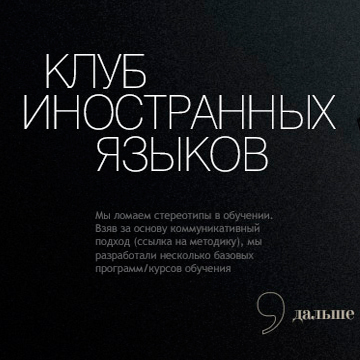 КЛУБ
ИНОСТРАННЫХ
ЯЗЫКОВ
Мы ломаем стереотипы в обучении.
Взяв за основу коммуникативный
подход (ссылка на методику), мы
разработали несколько базовых
программ/курсов обучения
дальше